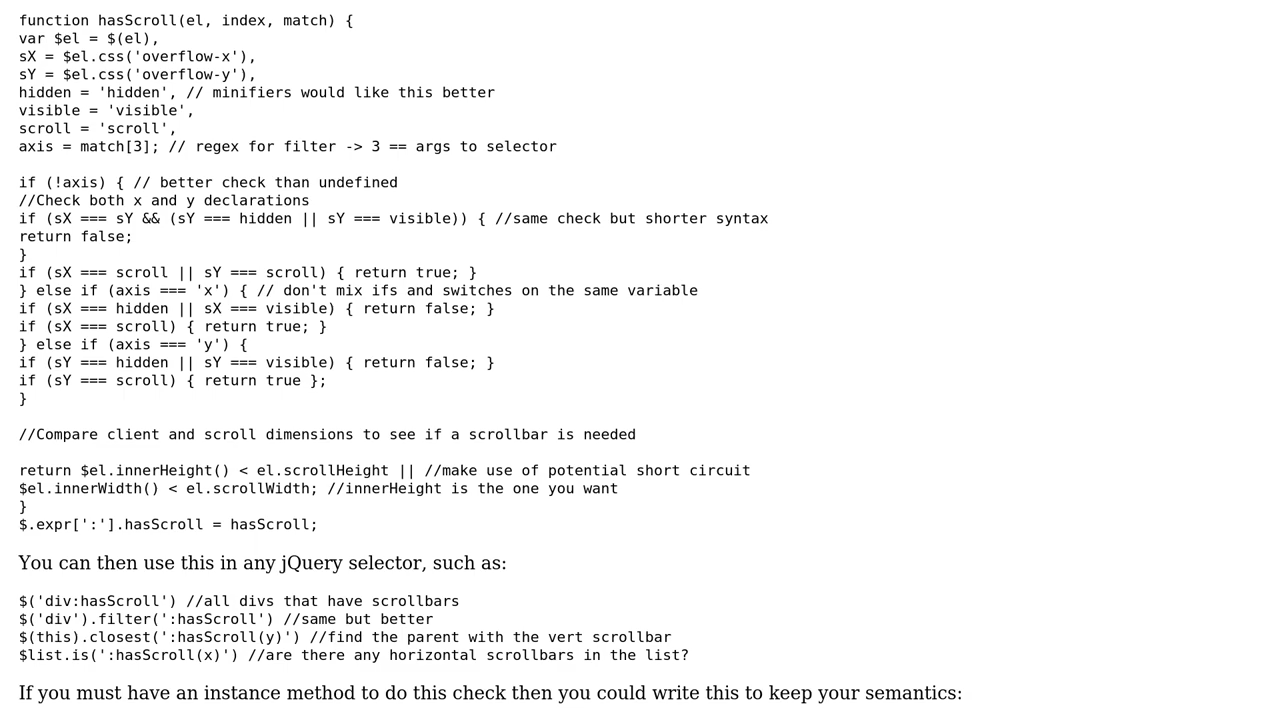 function hasScroll(el, index, match) {
var $el = $(el),
sX = $el.css('overflow-x'),
sY = $el.css('overflow-y'),
hidden = 'hidden', // minifiers would like this better
visible = 'visible',
scroll = 'scroll',
axis = match[3]; // regex for filter -> 3 == args to selector

if (!axis) { // better check than undefined
//Check both x and y declarations
if (sX === sY && (sY === hidden || sY === visible)) { //same check but shorter syntax
return false;
}
if (sX === scroll || sY === scroll) { return true; }
} else if (axis === 'x') { // don't mix ifs and switches on the same variable
if (sX === hidden || sX === visible) { return false; }
if (sX === scroll) { return true; }
} else if (axis === 'y') {
if (sY === hidden || sY === visible) { return false; }
if (sY === scroll) { return true };
}

//Compare client and scroll dimensions to see if a scrollbar is needed

return $el.innerHeight() < el.scrollHeight || //make use of potential short circuit
$el.innerWidth() < el.scrollWidth; //innerHeight is the one you want
}
$.expr[':'].hasScroll = hasScroll;

You can then use this in any jQuery selector, such as:

$('div:hasScroll') //all divs that have scrollbars
$('div').filter(':hasScroll') //same but better
$(this).closest(':hasScroll(y)') //find the parent with the vert scrollbar
$list.is(':hasScroll(x)') //are there any horizontal scrollbars in the list?

If you must have an instance method to do this check then you could write this to keep your semantics: